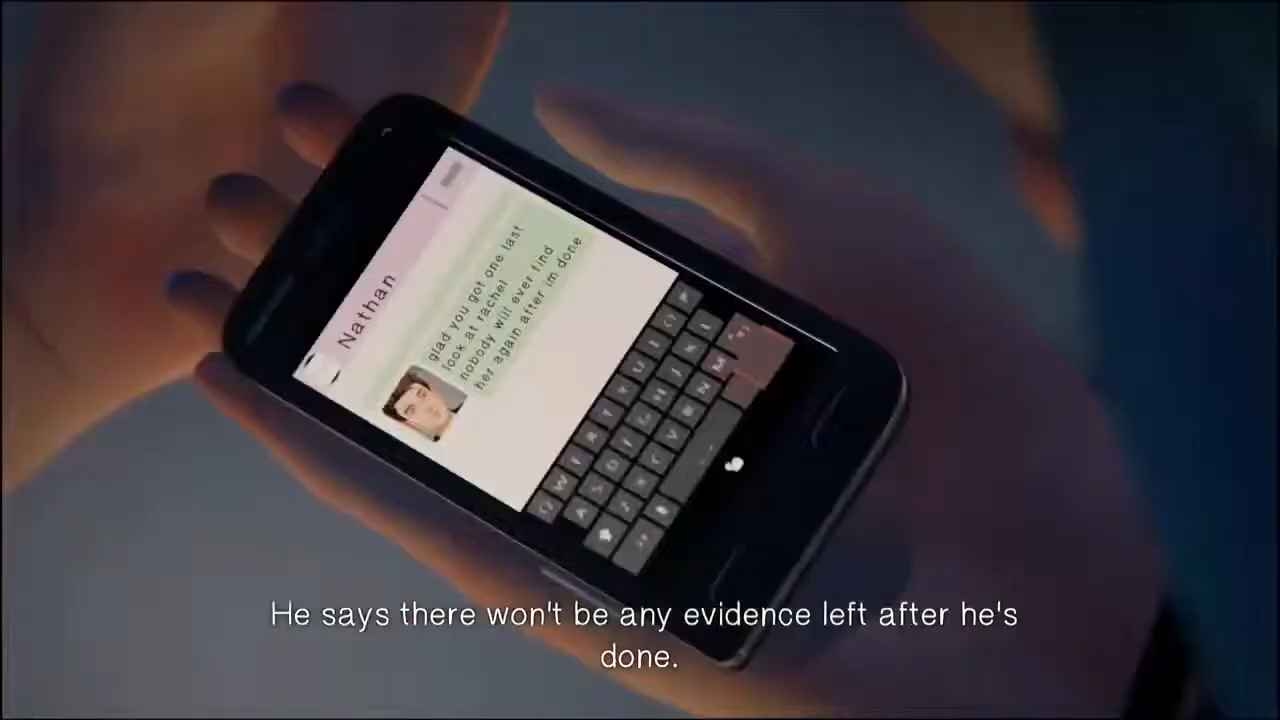 Nathan
glad you got one last
look at rachel
nobody will ever find
her again after im done
He says there won't be any evidence left after he's
done.